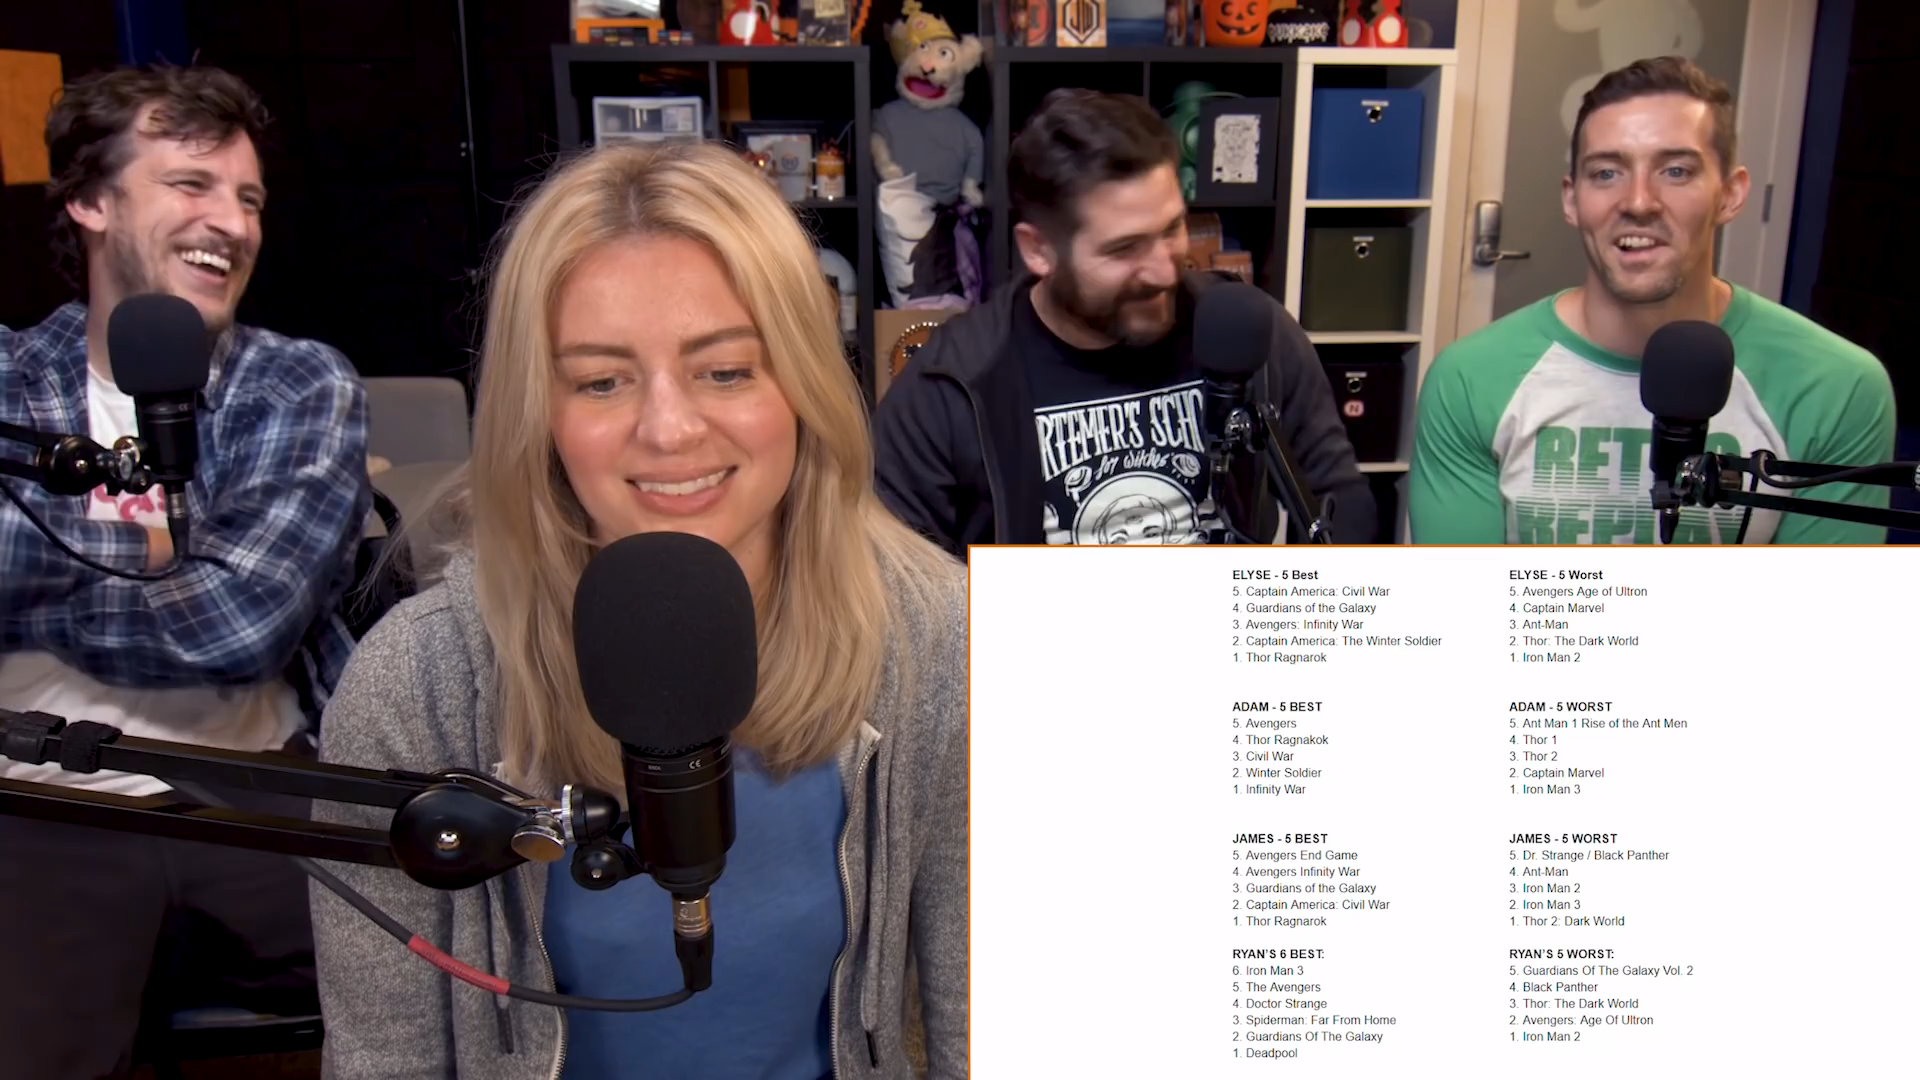 RTEMER'S SCHO
for witches
RETRO
REPLAY
N
ELYSE - 5 Best
5. Captain America: Civil War
4. Guardians of the Galaxy
3. Avengers: Infinity War
2. Captain America: The Winter Soldier
1. Thor Ragnarok
ELYSE - 5 Worst
5. Avengers Age of Ultron
4. Captain Marvel
3. Ant-Man
2. Thor: The Dark World
1. Iron Man 2
ADAM - 5 BEST
5. Avengers
4. Thor Ragnakok
3. Civil War
2. Winter Soldier
1. Infinity War
ADAM - 5 WORST
5. Ant Man 1 Rise of the Ant Men
4. Thor 1
3. Thor 2
2. Captain Marvel
1. Iron Man 3
JAMES - 5 BEST
5. Avengers End Game
4. Avengers Infinity War
3. Guardians of the Galaxy
2. Captain America: Civil War
1. Thor Ragnarok
JAMES - 5 WORST
5. Dr. Strange / Black Panther
4. Ant-Man
3. Iron Man 2
2. Iron Man 3
1. Thor 2: Dark World
RYAN'S 6 BEST:
6. Iron Man 3
5. The Avengers
4. Doctor Strange
3. Spiderman: Far From Home
2. Guardians Of The Galaxy
1. Deadpool
RYAN'S 5 WORST:
5. Guardians Of The Galaxy Vol. 2
4. Black Panther
3. Thor: The Dark World
2. Avengers: Age Of Ultron
1. Iron Man 2